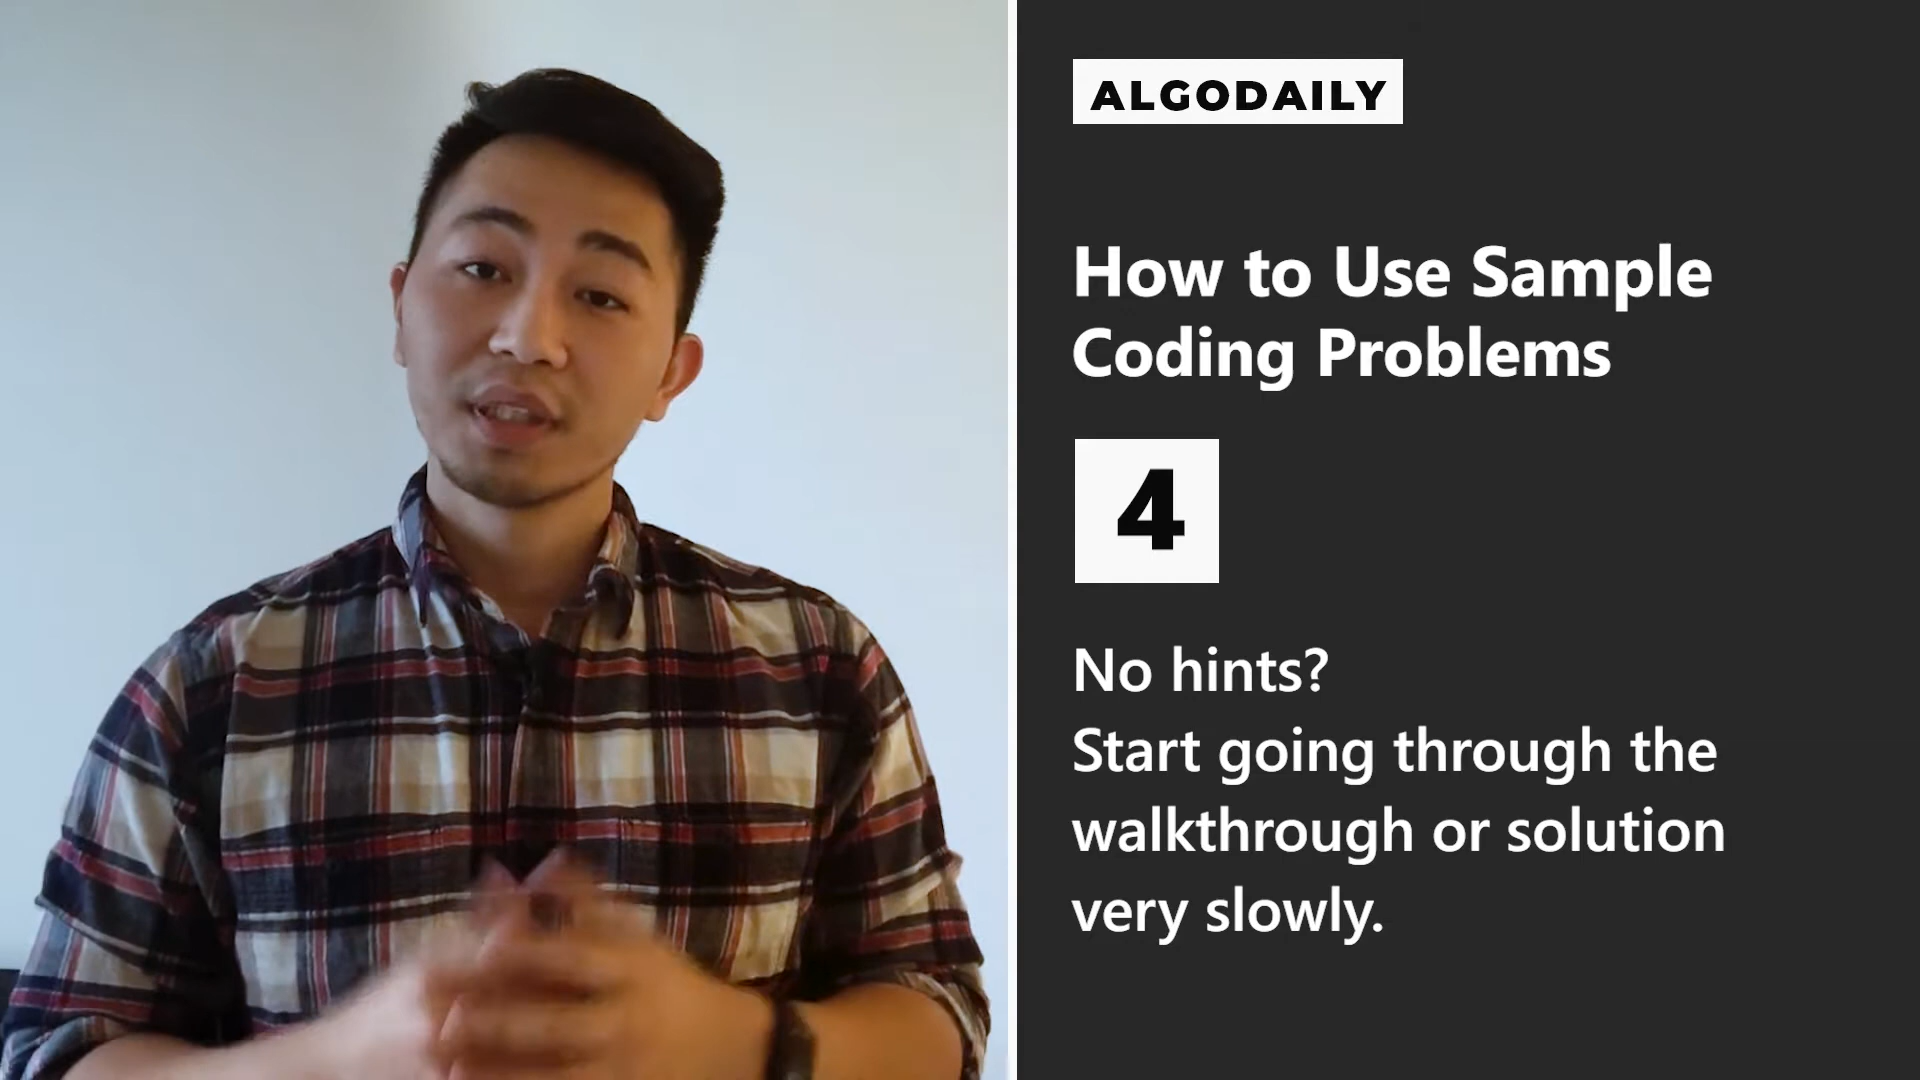 ALGODAILY
How to Use Sample
Coding Problems
4
No hints?
Start going through the
walkthrough or solution
very slowly.